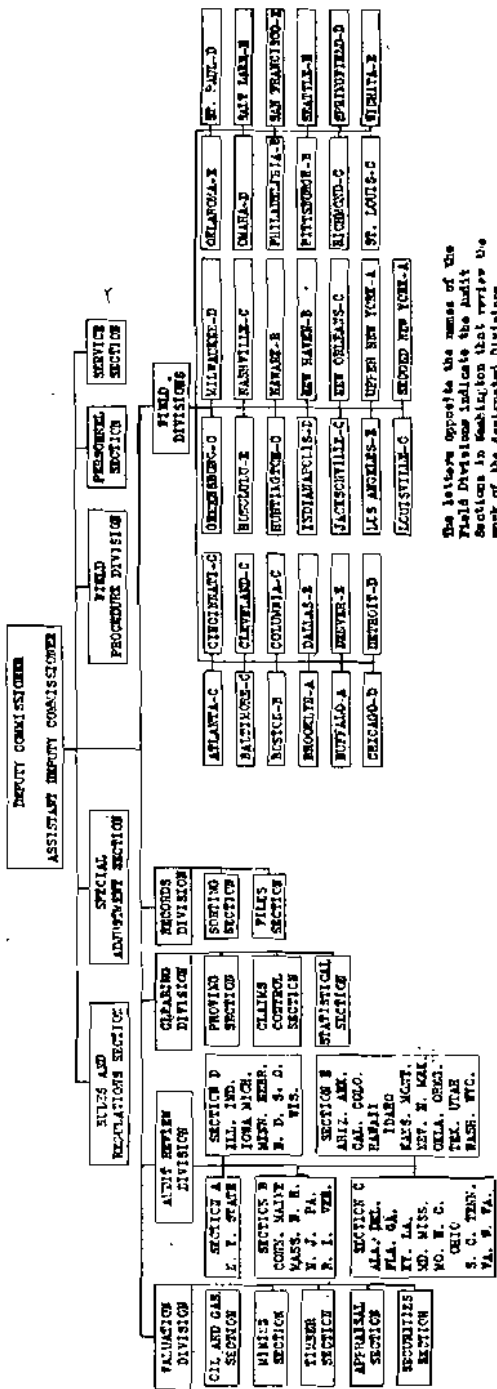 DEPUTY COMMISSIONER
ASSISTANT DEPUTY COMMISSIONER
RULES AND
REGULATIONS SECTION
SPECIAL
ADJUSTMENT SECTION
FIELD
PROCEDURE DIVISION
PERSONNEL
SECTION
SERVICE
SECTION
VALUATION
DIVISION
OIL AND GAS
SECTION
MINING
SECTION
TIMBER
SECTION
APPRAISAL
SECTION
SECURITIES
SECTION
AUDIT REVIEW
DIVISION
SECTION A
N. Y. STATE
SECTION B
CONN. MAINE
MASS. N. H.
N. J. PA.
R. I. VER.
SECTION C
ALA. DEL.
FLA. GA.
KY. LA.
MD. MISS.
MO. N. C.
OHIO
S. C. TENN.
VA. W. VA.
SECTION D
ILL. IND.
IOWA MICH.
MINN. NEBR.
N. D. S. D.
WIS.
SECTION E
ARIZ. ARK.
CAL. COLO.
HAWAII
IDAHO
KANS. MONT.
NEV. N. MEX.
OKLA. OREG.
TEX. UTAH
WASH. WYO.
CLEARING
DIVISION
PROVING
SECTION
CLAIMS
CONTROL
SECTION
STATISTICAL
SECTION
RECORDS
DIVISION
SORTING
SECTION
FILES
SECTION
FIELD
DIVISIONS
ATLANTA-C
BALTIMORE-C
BOSTON-B
BROOKLYN-A
BUFFALO-A
CHICAGO-D
CINCINNATI-C
CLEVELAND-C
COLUMBIA-C
DALLAS-E
DENVER-E
DETROIT-D
GREENSBORO-C
HONOLULU-E
HUNTINGTON-C
INDIANAPOLIS-D
JACKSONVILLE-C
LOS ANGELES-E
LOUISVILLE-C
MILWAUKEE-D
NASHVILLE-C
NEWARK-B
NEW HAVEN-B
NEW ORLEANS-C
UPPER NEW YORK-A
SECOND NEW YORK-A
OKLAHOMA-E
OMAHA-D
PHILADELPHIA-B
PITTSBURGH-B
RICHMOND-C
ST. LOUIS-C
ST. PAUL-D
SALT LAKE-E
SAN FRANCISCO-E
SEATTLE-E
SPRINGFIELD-D
WICHITA-E
The letters opposite the names of the
Field Divisions indicate the Audit
Sections in Washington that review the
work of the designated Divisions